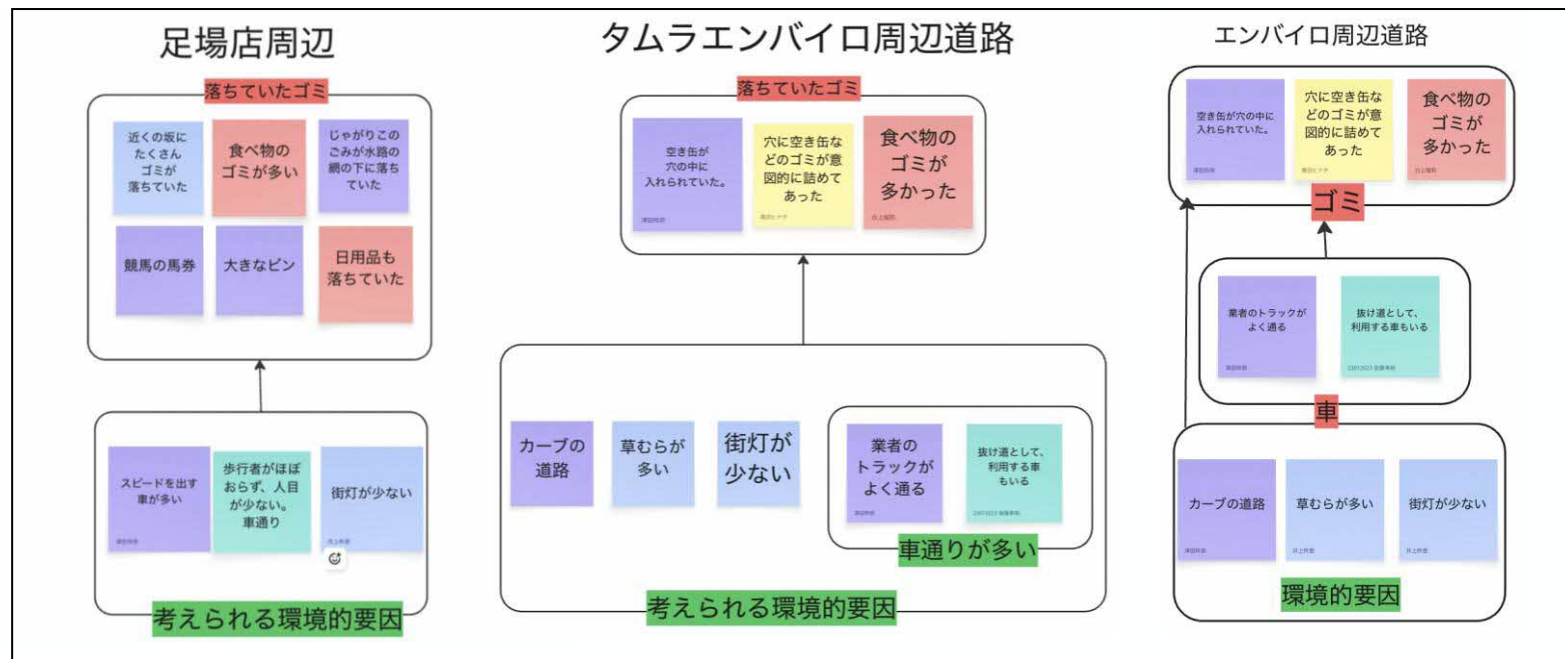 足場店周辺
落ちていたゴミ
近くの坂に
たくさん
ゴミが
落ちていた
食べ物の
ゴミが多い
じゃがりこの
ごみが水路の
網の下に落ち
ていた
競馬の馬券
大きなビン
日用品も
落ちていた
スピードを出す
車が多い
歩行者がほぼ
おらず、人目
が少ない。
車通り
街灯が少ない
考えられる環境的要因
タムラエンバイロ周辺道路
落ちていたゴミ
空き缶が
穴の中に
入れられていた。
穴に空き缶な
どのゴミが意
図的に詰めて
あった
食べ物の
ゴミが
多かった
カーブの
道路
草むらが
多い
街灯が
少ない
業者の
トラックが
よく通る
抜け道として、
利用する車
もいる
車通りが多い
考えられる環境的要因
エンバイロ周辺道路
空き缶が穴の中に
入れられていた。
穴に空き缶な
どのゴミが意
図的に詰めて
あった
食べ物の
ゴミが
多かった
ゴミ
業者のトラックが
よく通る
抜け道として、
利用する車もいる
車
カーブの道路
草むらが多い
街灯が少ない
環境的要因